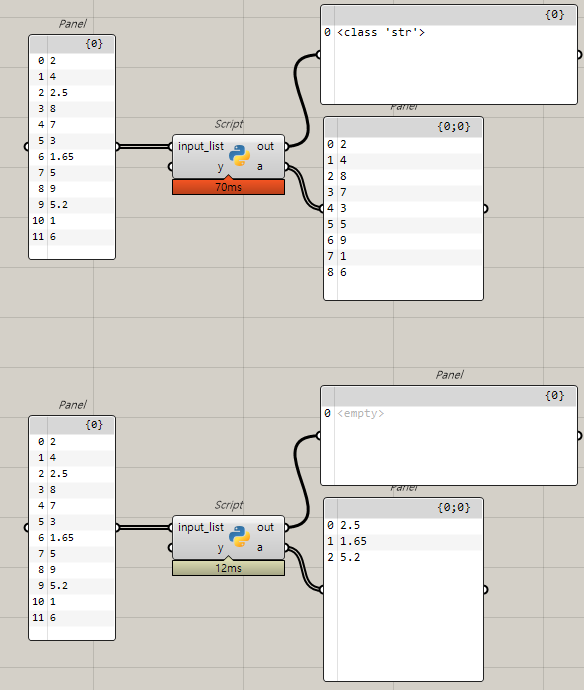 Panel
{0}
0 2
1 4
2 2.5
3 8
4 7
5 3
6 1.65
7 5
8 9
9 5.2
10 1
11 6
Script
input_list out
y a
70ms
{0}
0 <class 'str'>
Panel
{0;0}
0 2
1 4
2 8
3 7
4 3
5 5
6 9
7 1
8 6
Panel
{0}
0 2
1 4
2 2.5
3 8
4 7
5 3
6 1.65
7 5
8 9
9 5.2
10 1
11 6
Script
input_list out
y a
12ms
Panel
{0}
0 <empty>
Panel
{0;0}
0 2.5
1 1.65
2 5.2